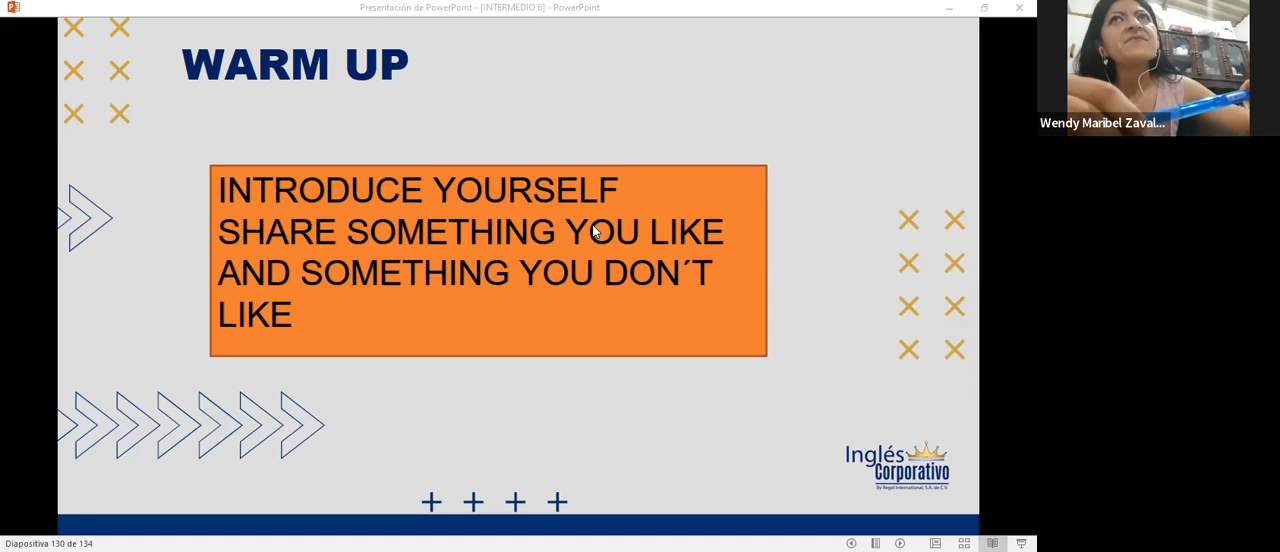 Presentación de PowerPoint - [INTERMEDIO 6] - PowerPoint
WARM UP
INTRODUCE YOURSELF
SHARE SOMETHING YOU LIKE
AND SOMETHING YOU DON´T
LIKE
Inglés
Corporativo
By Regal International, S.A. de C.V.
Wendy Maribel Zaval...
Diapositiva 130 de 134